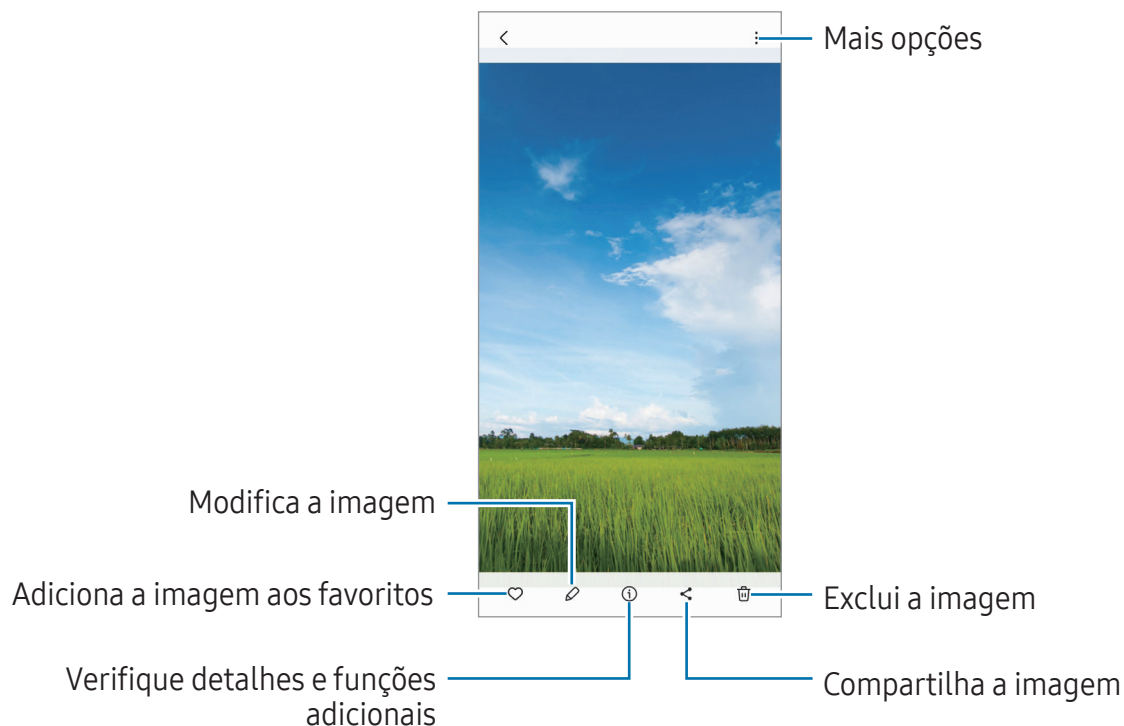 Mais opções
Modifica a imagem
Adiciona a imagem aos favoritos
Exclui a imagem
Verifique detalhes e funções
adicionais
Compartilha a imagem